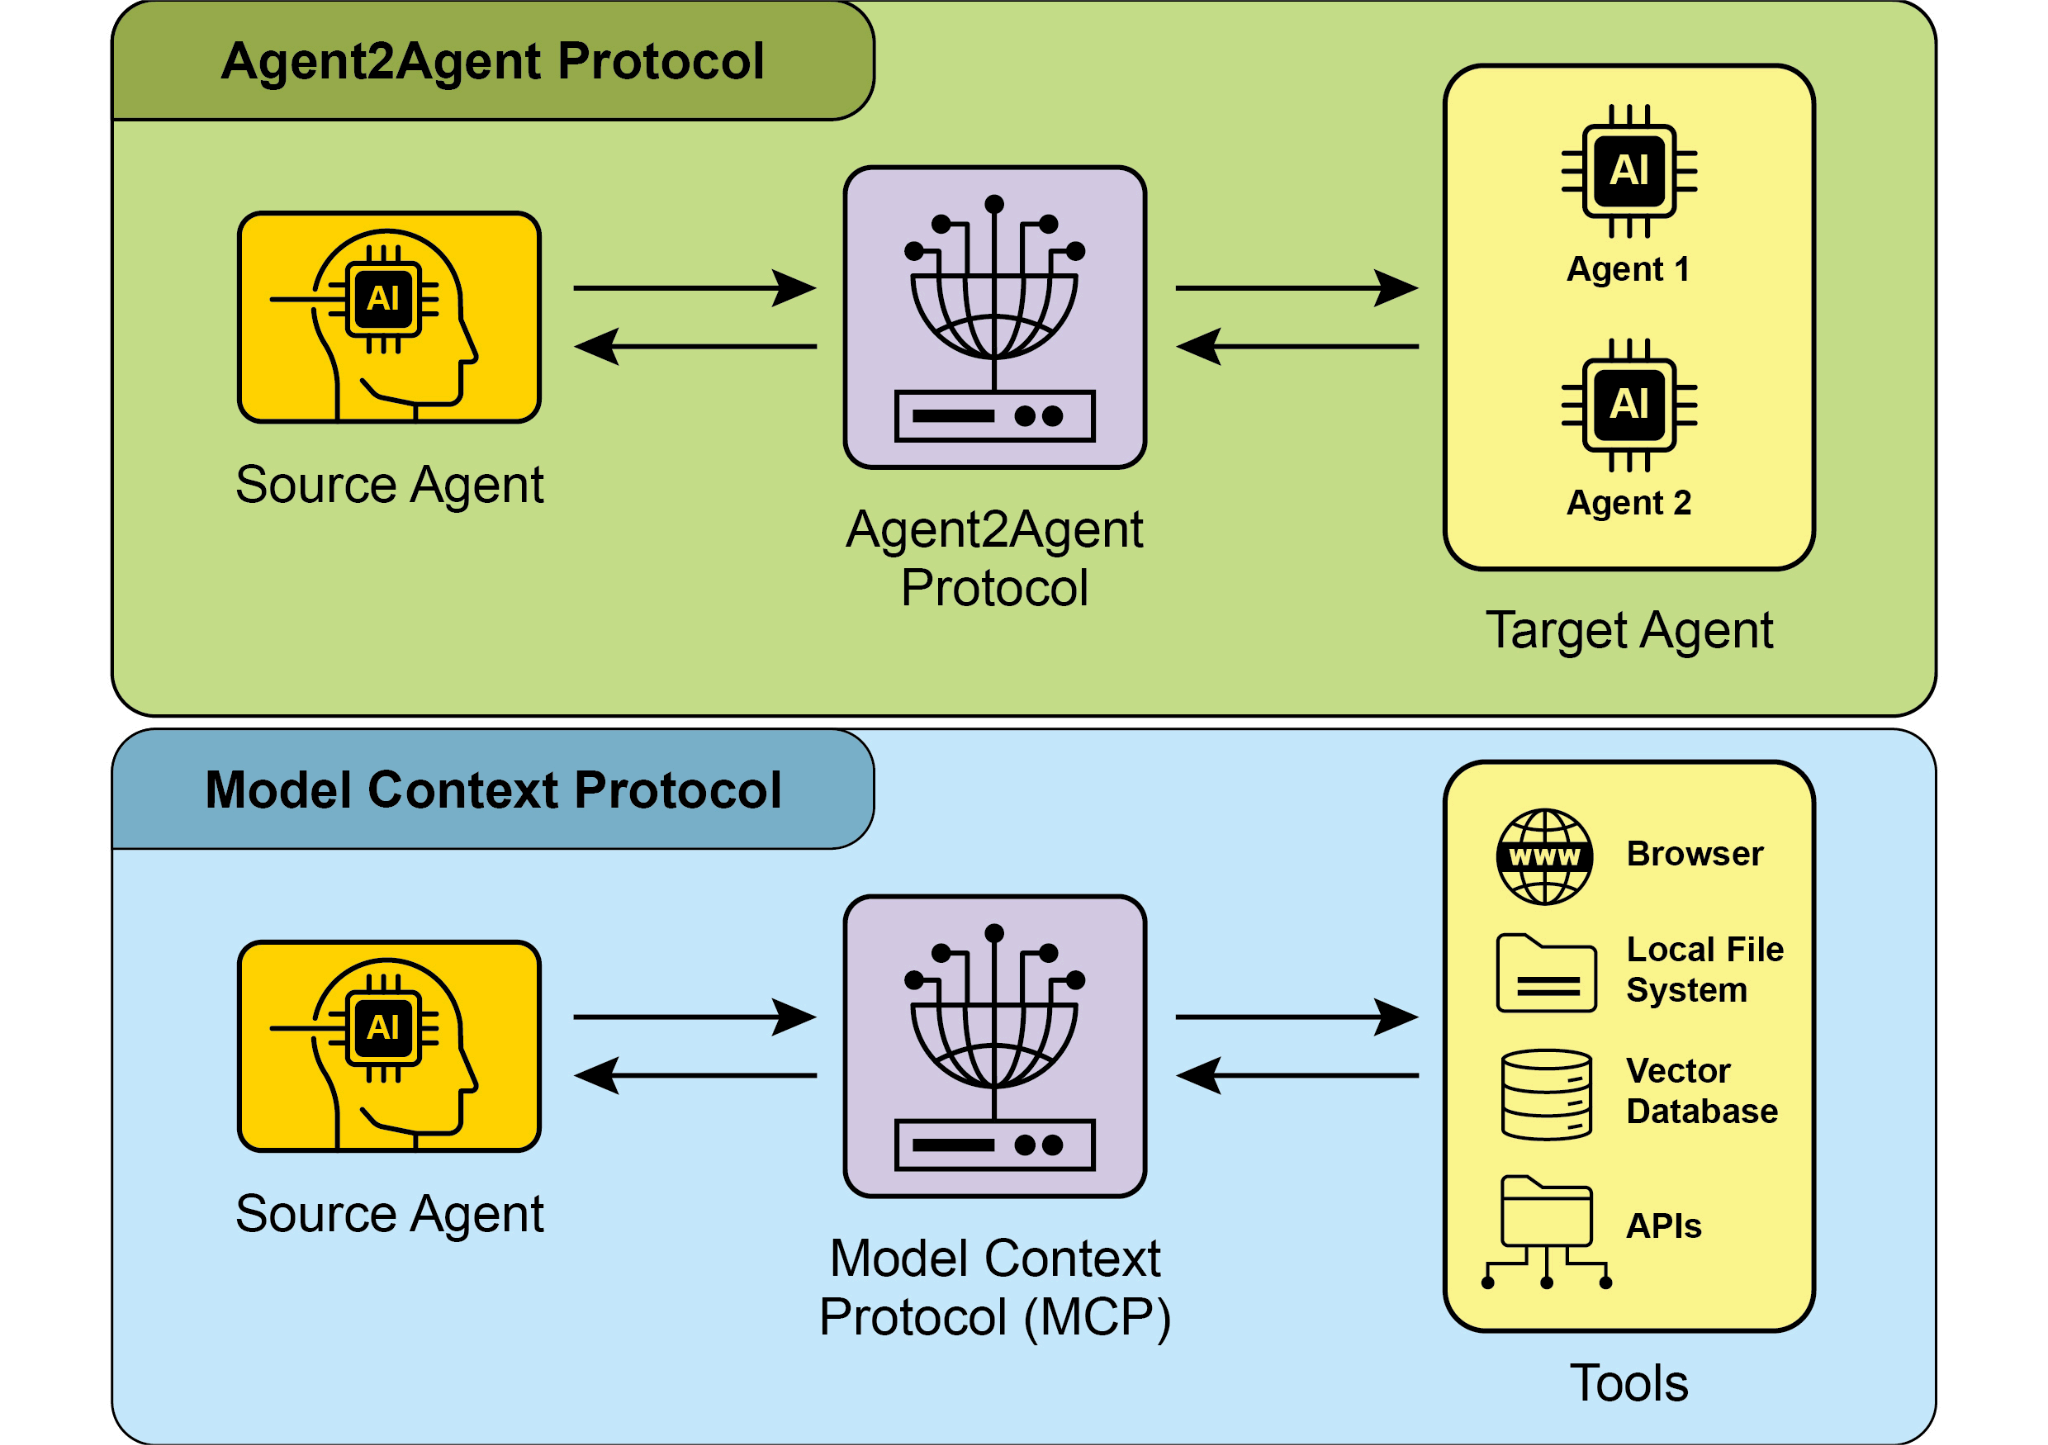 Agent2Agent Protocol
AI
Source Agent
Agent2Agent
Protocol
AI
Agent 1
AI
Agent 2
Target Agent
Model Context Protocol
AI
Source Agent
Model Context
Protocol (MCP)
www
Browser
Local File
System
Vector
Database
APIs
Tools